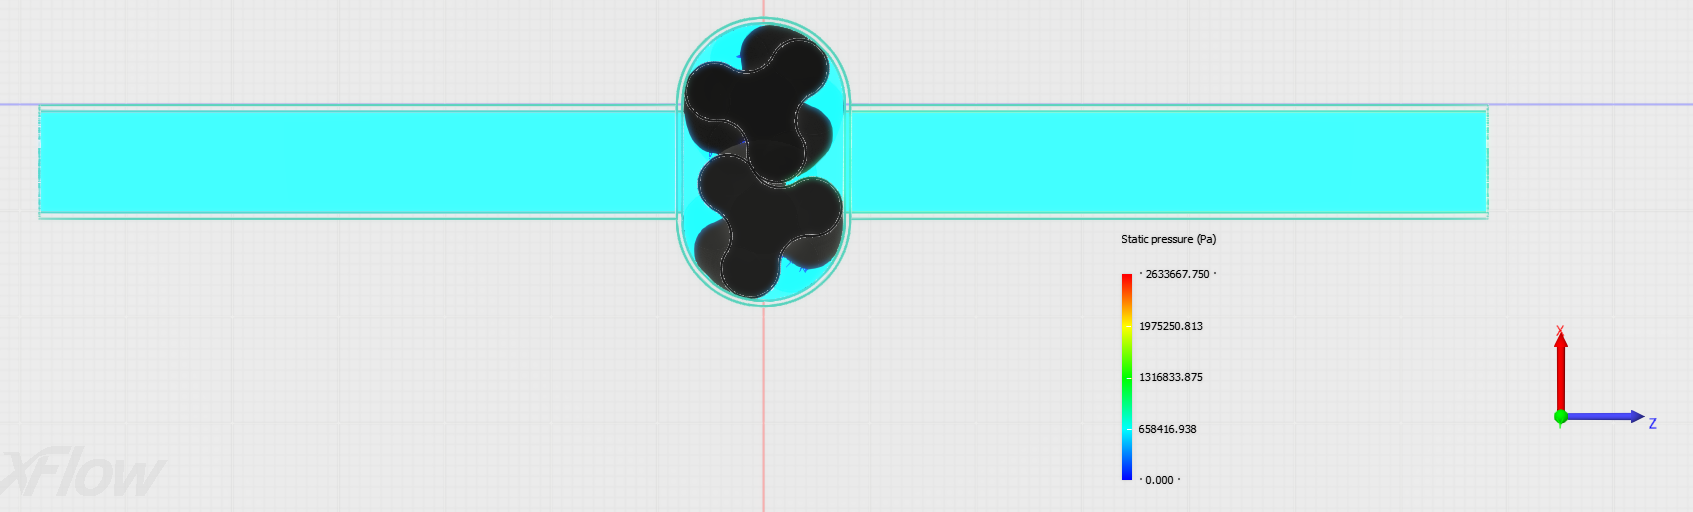 Static pressure (Pa)
· 2633667.750 ·
1975250.813
1316833.875
658416.938
· 0.000 ·
X
Z
XFlow